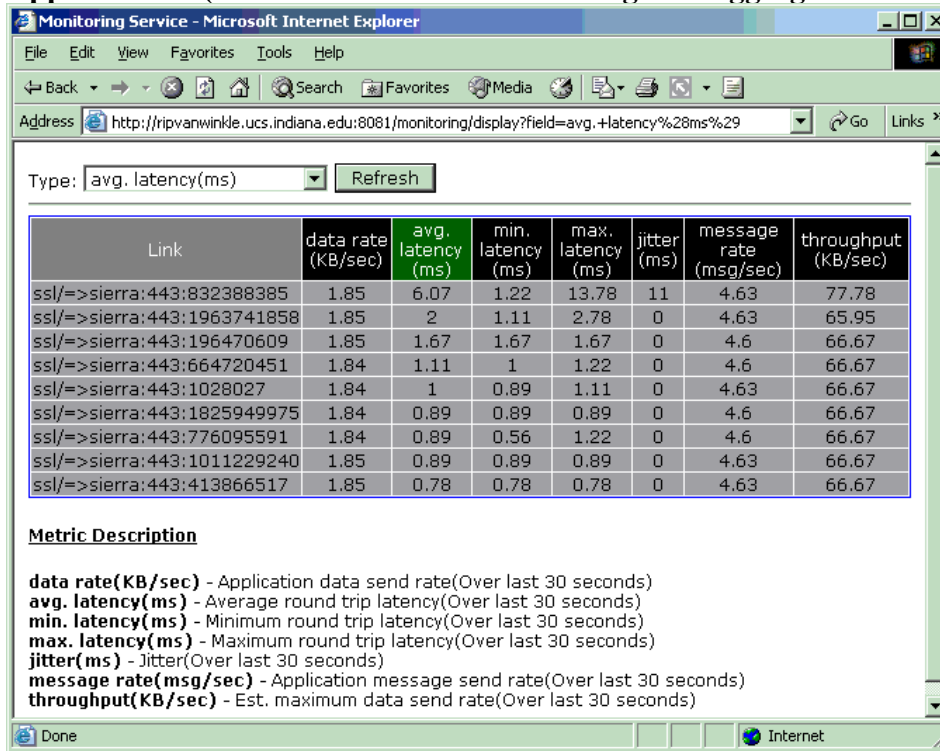 Monitoring Service - Microsoft Internet Explorer
File Edit View Favorites Tools Help
Back Search Favorites Media
Address http://ripvanwinkle.ucs.indiana.edu:8081/monitoring/display?field=avg.+latency%28ms%29 Go Links »
Type: avg. latency(ms) Refresh
Link data rate (KB/sec) avg. latency (ms) min. latency (ms) max. latency (ms) jitter (ms) message rate (msg/sec) throughput (KB/sec)
ssl/=>sierra:443:832388385 1.85 6.07 1.22 13.78 11 4.63 77.78
ssl/=>sierra:443:1963741858 1.85 2 1.11 2.78 0 4.63 65.95
ssl/=>sierra:443:196470609 1.85 1.67 1.67 1.67 0 4.6 66.67
ssl/=>sierra:443:664720451 1.84 1.11 1 1.22 0 4.6 66.67
ssl/=>sierra:443:1028027 1.84 1 0.89 1.11 0 4.63 66.67
ssl/=>sierra:443:1825949975 1.84 0.89 0.89 0.89 0 4.6 66.67
ssl/=>sierra:443:776095591 1.84 0.89 0.56 1.22 0 4.6 66.67
ssl/=>sierra:443:1011229240 1.85 0.89 0.89 0.89 0 4.63 66.67
ssl/=>sierra:443:413866517 1.85 0.78 0.78 0.78 0 4.63 66.67
Metric Description
data rate(KB/sec) - Application data send rate(Over last 30 seconds)
avg. latency(ms) - Average round trip latency(Over last 30 seconds)
min. latency(ms) - Minimum round trip latency(Over last 30 seconds)
max. latency(ms) - Maximum round trip latency(Over last 30 seconds)
jitter(ms) - Jitter(Over last 30 seconds)
message rate(msg/sec) - Application message send rate(Over last 30 seconds)
throughput(KB/sec) - Est. maximum data send rate(Over last 30 seconds)
Done Internet